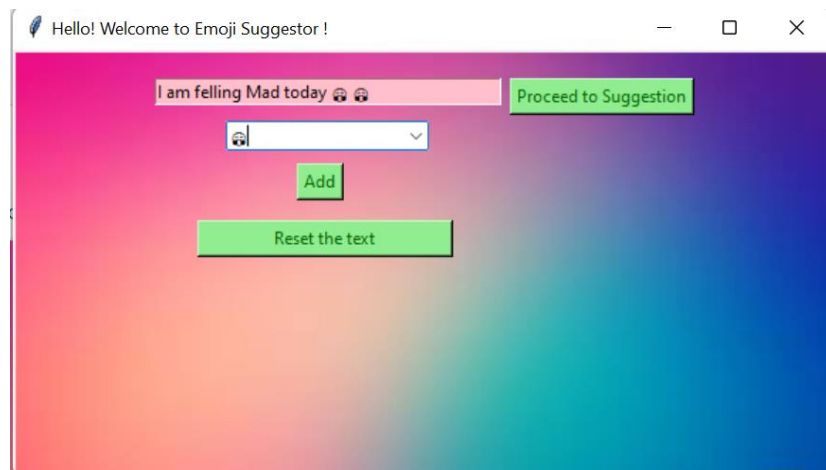 Hello! Welcome to Emoji Suggestor !
I am felling Mad today 😁 😁
Proceed to Suggestion
😁
Add
Reset the text